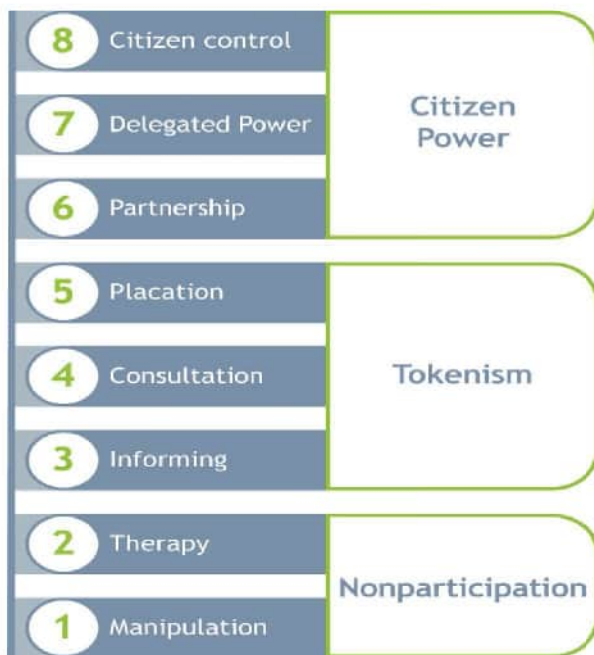 8 Citizen control
7 Delegated Power
6 Partnership
Citizen
Power
5 Placation
4 Consultation
3 Informing
Tokenism
2 Therapy
1 Manipulation
Nonparticipation